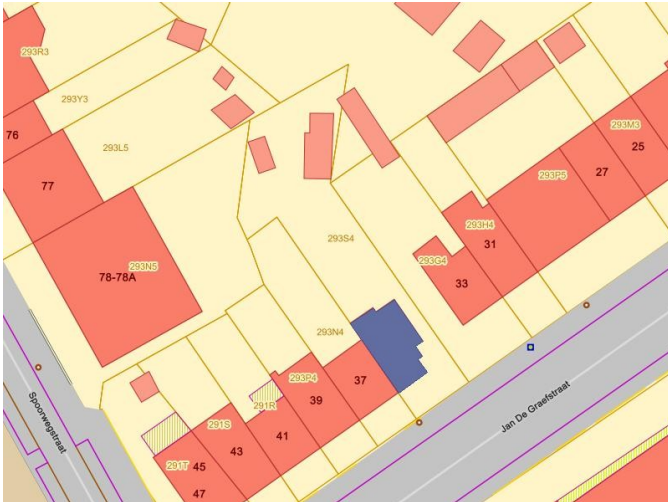 293R3
293Y3
76
293L5
77
293M3
25
27
293P5
293S4
293H4
31
293G4
33
293N5
78-78A
293N4
293P4
37
39
291R
291S
41
43
291T
45
47
Spoorwegstraat
Jan De Graefstraat